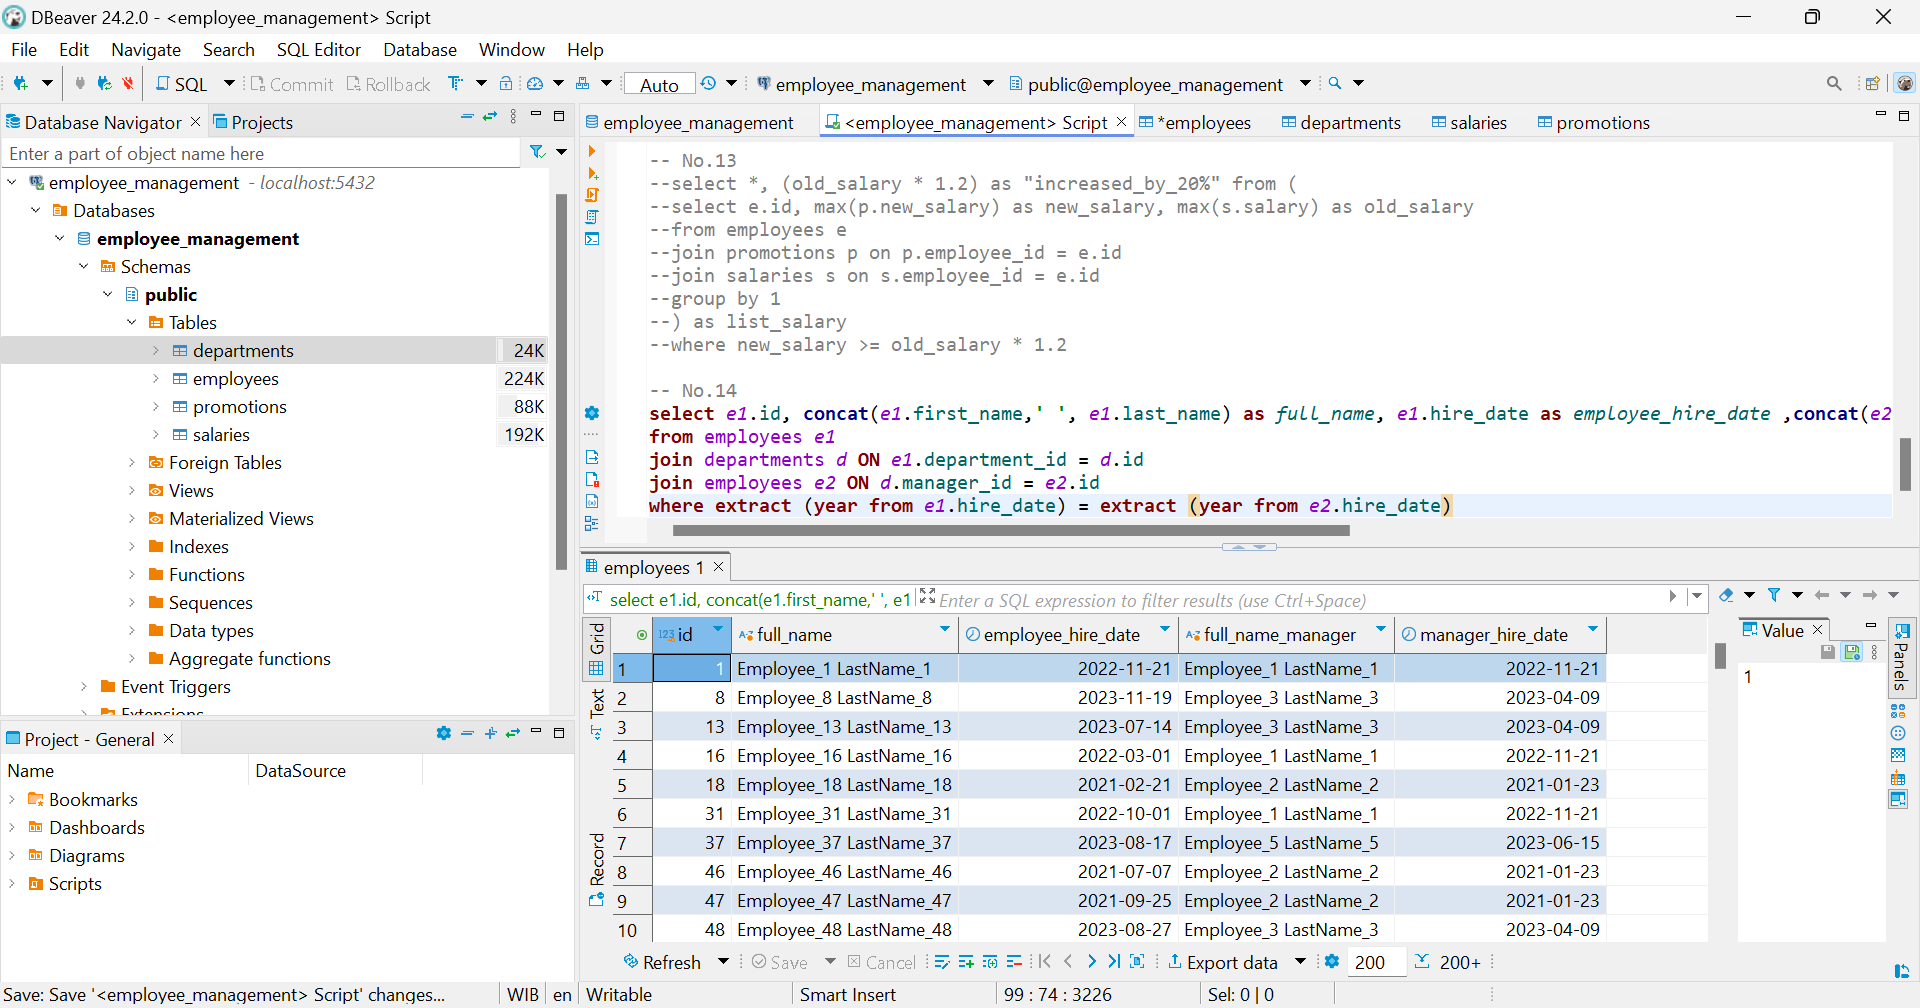 DBeaver 24.2.0 - <employee_management> Script
File Edit Navigate Search SQL Editor Database Window Help
SQL Commit Rollback Auto employee_management public@employee_management
Database Navigator Projects
Enter a part of object name here
employee_management - localhost:5432
Databases
employee_management
Schemas
public
Tables
departments 24K
employees 224K
promotions 88K
salaries 192K
Foreign Tables
Views
Materialized Views
Indexes
Functions
Sequences
Data types
Aggregate functions
Event Triggers
Extensions
Project - General
Name DataSource
Bookmarks
Dashboards
Diagrams
Scripts
employee_management <employee_management> Script *employees departments salaries promotions
-- No.13
--select *, (old_salary * 1.2) as "increased_by_20%" from (
--select e.id, max(p.new_salary) as new_salary, max(s.salary) as old_salary
--from employees e
--join promotions p on p.employee_id = e.id
--join salaries s on s.employee_id = e.id
--group by 1
--) as list_salary
--where new_salary >= old_salary * 1.2
-- No.14
select e1.id, concat(e1.first_name,' ', e1.last_name) as full_name, e1.hire_date as employee_hire_date ,concat(e2
from employees e1
join departments d ON e1.department_id = d.id
join employees e2 ON d.manager_id = e2.id
where extract (year from e1.hire_date) = extract (year from e2.hire_date)
employees 1
select e1.id, concat(e1.first_name,' ', e1 Enter a SQL expression to filter results (use Ctrl+Space)
Grid
Text
Record
123 id A-Z full_name employee_hire_date A-Z full_name_manager manager_hire_date
1 1 Employee_1 LastName_1 2022-11-21 Employee_1 LastName_1 2022-11-21
2 8 Employee_8 LastName_8 2023-11-19 Employee_3 LastName_3 2023-04-09
3 13 Employee_13 LastName_13 2023-07-14 Employee_3 LastName_3 2023-04-09
4 16 Employee_16 LastName_16 2022-03-01 Employee_1 LastName_1 2022-11-21
5 18 Employee_18 LastName_18 2021-02-21 Employee_2 LastName_2 2021-01-23
6 31 Employee_31 LastName_31 2022-10-01 Employee_1 LastName_1 2022-11-21
7 37 Employee_37 LastName_37 2023-08-17 Employee_5 LastName_5 2023-06-15
8 46 Employee_46 LastName_46 2021-07-07 Employee_2 LastName_2 2021-01-23
9 47 Employee_47 LastName_47 2021-09-25 Employee_2 LastName_2 2021-01-23
10 48 Employee_48 LastName_48 2023-08-27 Employee_3 LastName_3 2023-04-09
Value
1
Panels
Refresh Save Cancel Export data 200 200+
Save: Save '<employee_management> Script' changes... WIB en Writable Smart Insert 99 : 74 : 3226 Sel: 0 | 0